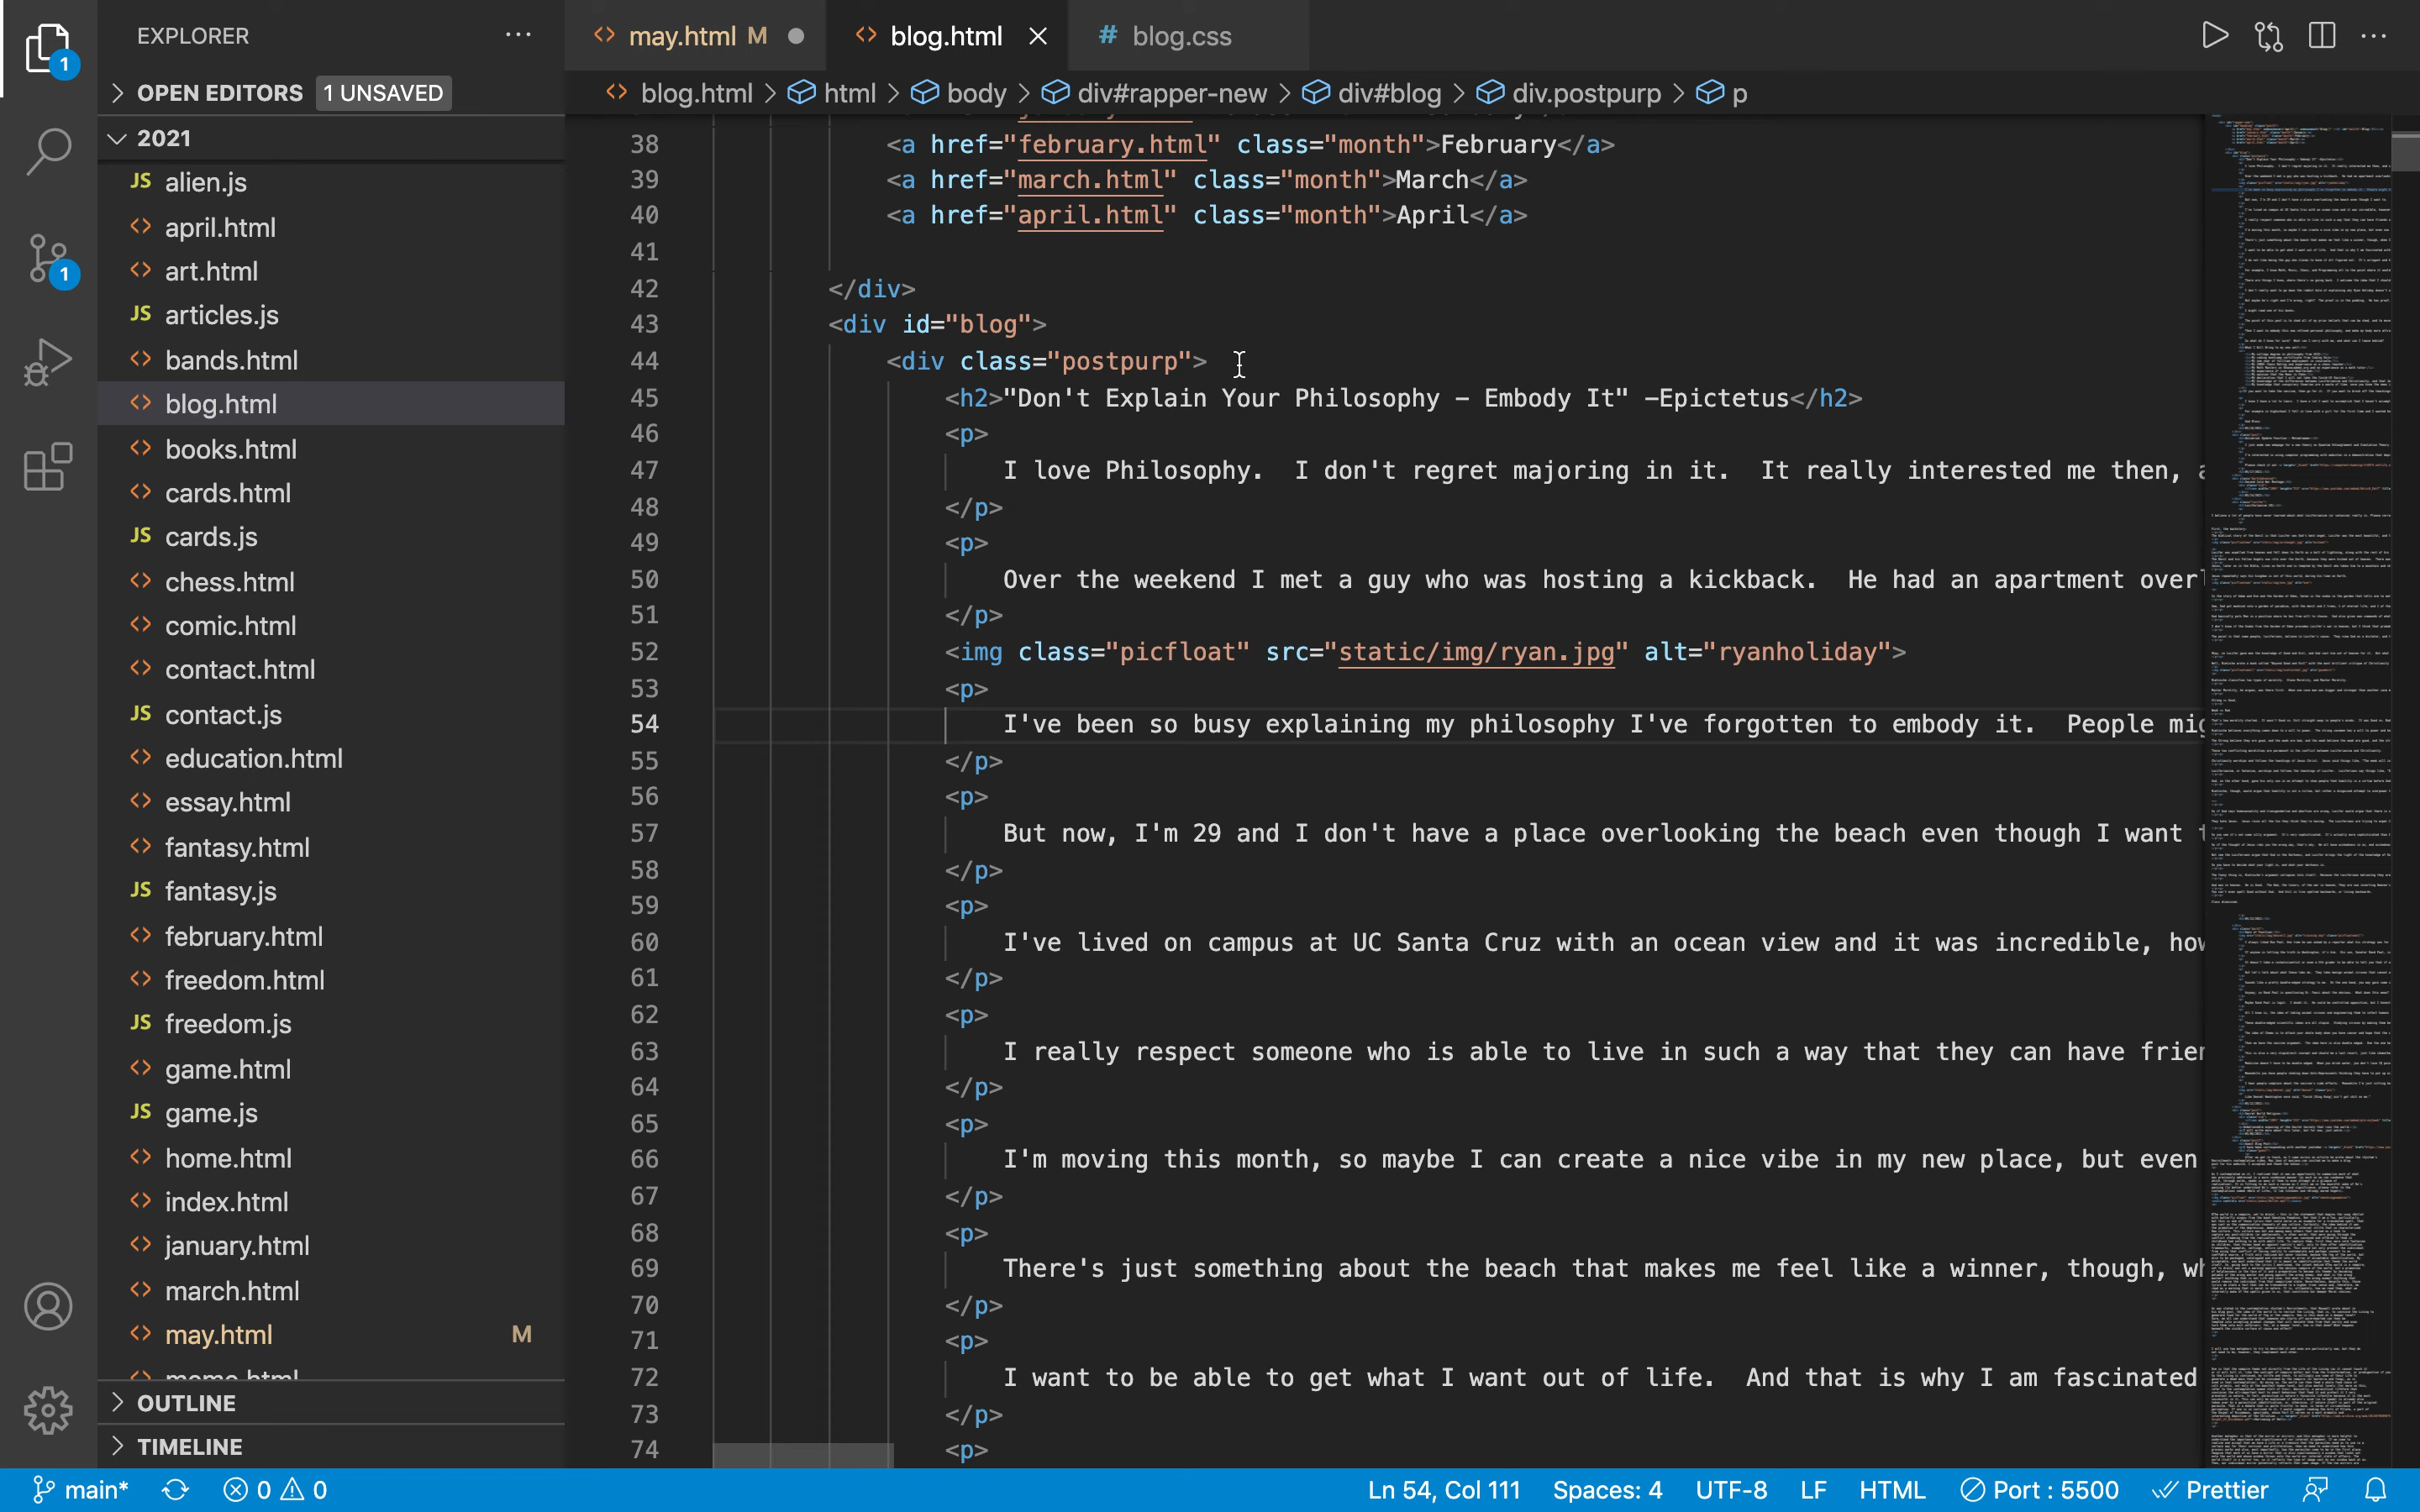 EXPLORER
OPEN EDITORS 1 UNSAVED
2021
JS alien.js
april.html
art.html
JS articles.js
bands.html
blog.html
books.html
cards.html
JS cards.js
chess.html
comic.html
contact.html
JS contact.js
education.html
essay.html
fantasy.html
JS fantasy.js
february.html
freedom.html
JS freedom.js
game.html
JS game.js
home.html
index.html
january.html
march.html
may.html M
OUTLINE
TIMELINE
1
1
may.html M
blog.html
# blog.css
blog.html > html > body > div#rapper-new > div#blog > div.postpurp > p
38 <a href="february.html" class="month">February</a>
39 <a href="march.html" class="month">March</a>
40 <a href="april.html" class="month">April</a>
41
42 </div>
43 <div id="blog">
44 <div class="postpurp">
45 <h2>"Don't Explain Your Philosophy – Embody It" –Epictetus</h2>
46 <p>
47 I love Philosophy.  I don't regret majoring in it.  It really interested me then,
48 </p>
49 <p>
50 Over the weekend I met a guy who was hosting a kickback.  He had an apartment over
51 </p>
52 <img class="picfloat" src="static/img/ryan.jpg" alt="ryanholiday">
53 <p>
54 I've been so busy explaining my philosophy I've forgotten to embody it.  People mig
55 </p>
56 <p>
57 But now, I'm 29 and I don't have a place overlooking the beach even though I want
58 </p>
59 <p>
60 I've lived on campus at UC Santa Cruz with an ocean view and it was incredible, how
61 </p>
62 <p>
63 I really respect someone who is able to live in such a way that they can have frier
64 </p>
65 <p>
66 I'm moving this month, so maybe I can create a nice vibe in my new place, but even
67 </p>
68 <p>
69 There's just something about the beach that makes me feel like a winner, though, wh
70 </p>
71 <p>
72 I want to be able to get what I want out of life.  And that is why I am fascinated
73 </p>
74 <p>
main* 0 0 Ln 54, Col 111 Spaces: 4 UTF-8 LF HTML Port : 5500 Prettier